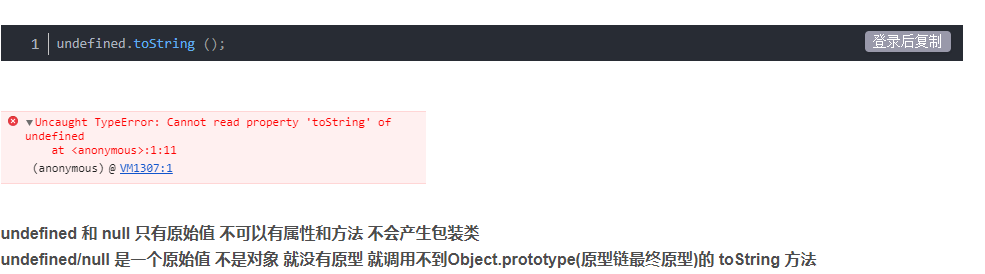 1 undefined.toString ();
登录后复制
Uncaught TypeError: Cannot read property 'toString' of
undefined
at <anonymous>:1:11
(anonymous) @ VM1307:1
undefined 和 null 只有原始值 不可以有属性和方法 不会产生包装类
undefined/null 是一个原始值 不是对象 就没有原型 就调用不到Object.prototype(原型链最终原型)的 toString 方法